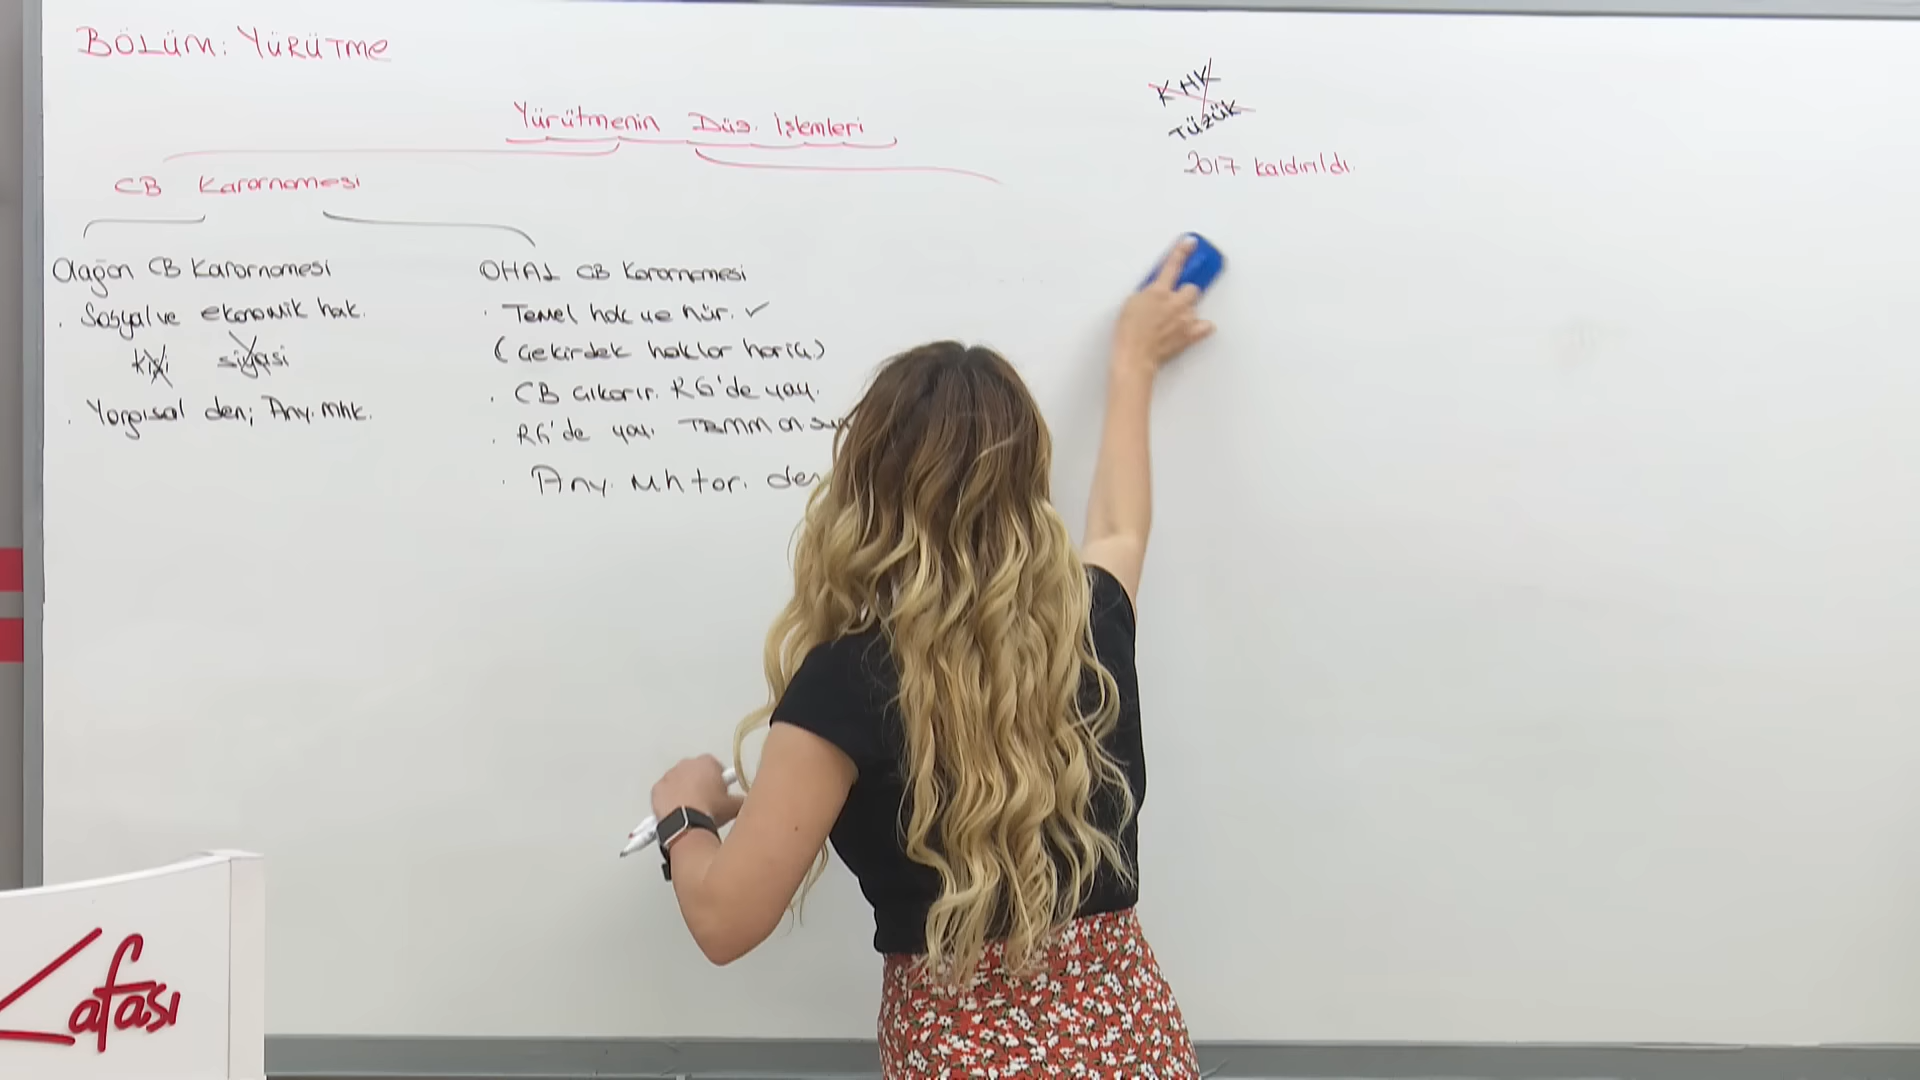 BÖLÜM: YÜRÜTME
Yürütmenin Düz. İşlemleri
KHK
TÜZÜK
2017 kaldırıldı.
CB Kararnamesi
Olağan CB Kararnamesi
. Sosyal ve ekonomik hak.
kişi siyasi
. Yargısal den; Any. Mhk.
OHAL CB Kararnamesi
. Temel hak ve hür. ✓
(Çekirdek haklar hariç)
. CB çıkarır. RG'de yay.
. RG'de yay. TBMM
. Any. Mh tar. den
afası